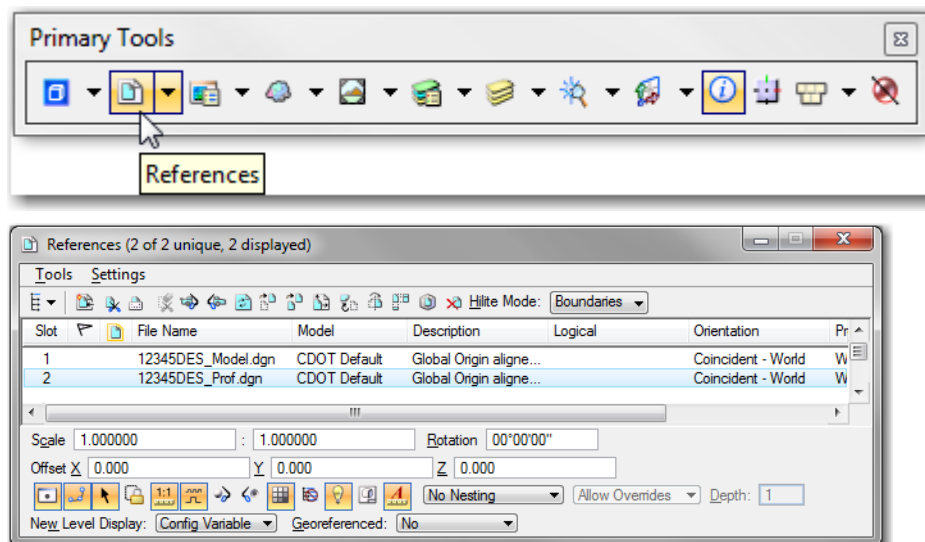 Primary Tools
References
References (2 of 2 unique, 2 displayed)
Tools Settings
Hilite Mode: Boundaries
Slot File Name Model Description Logical Orientation Pr
1 12345DES_Model.dgn CDOT Default Global Origin aligne... Coincident - World W
2 12345DES_Prof.dgn CDOT Default Global Origin aligne... Coincident - World W
Scale 1.000000 : 1.000000 Rotation 00°00'00"
Offset X 0.000 Y 0.000 Z 0.000
1:1 A No Nesting Allow Overrides Depth: 1
New Level Display: Config Variable Georeferenced: No